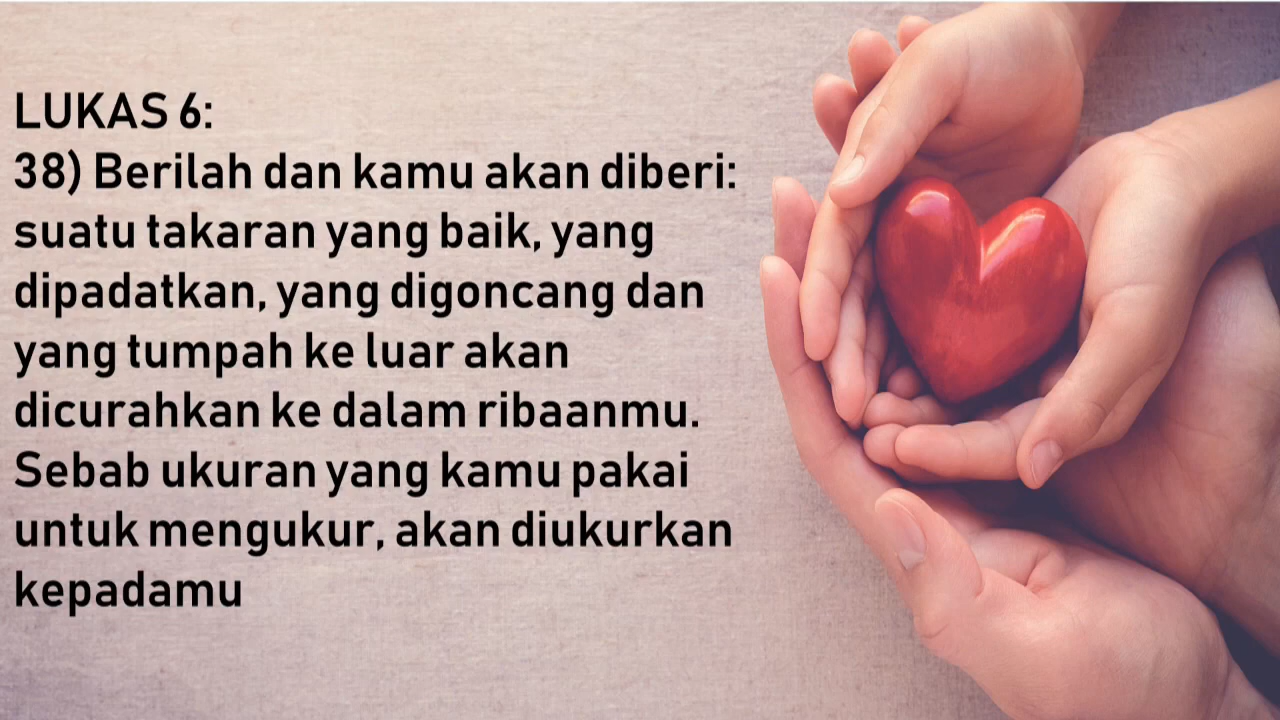 LUKAS 6:
38) Berilah dan kamu akan diberi:
suatu takaran yang baik, yang
dipadatkan, yang digoncang dan
yang tumpah ke luar akan
dicurahkan ke dalam ribaanmu.
Sebab ukuran yang kamu pakai
untuk mengukur, akan diukurkan
kepadamu